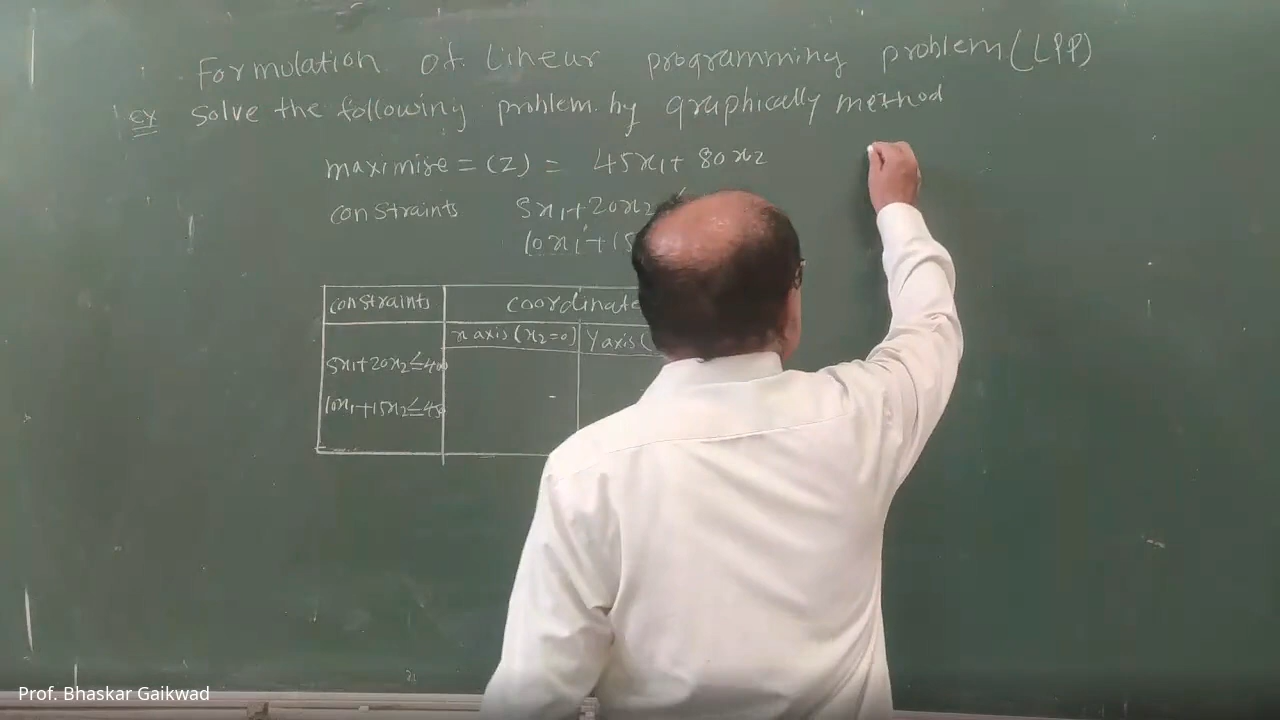 Formulation of Linear programming problem (LPP)
Ex Solve the following problem by graphically method
maximise = (Z) = 45x₁ + 80x₂
constraints 5x₁ + 20x₂ ≤
10x₁ + 15
constraints coordinate
x axis (x₂=0) Y axis (
5x₁+20x₂≤400
10x₁+15x₂≤45
Prof. Bhaskar Gaikwad